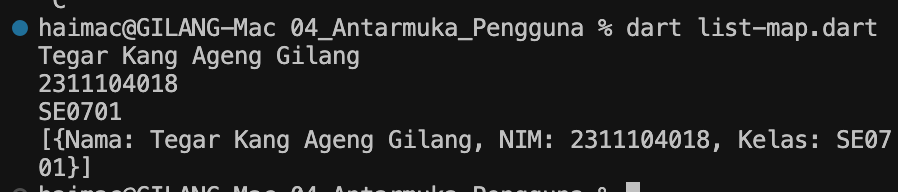 haimac@GILANG-Mac 04_Antarmuka_Pengguna % dart list-map.dart
Tegar Kang Ageng Gilang
2311104018
SE0701
[{Nama: Tegar Kang Ageng Gilang, NIM: 2311104018, Kelas: SE07
01}]
haimac@GILANG-Mac 04_Antarmuka_Pengguna %